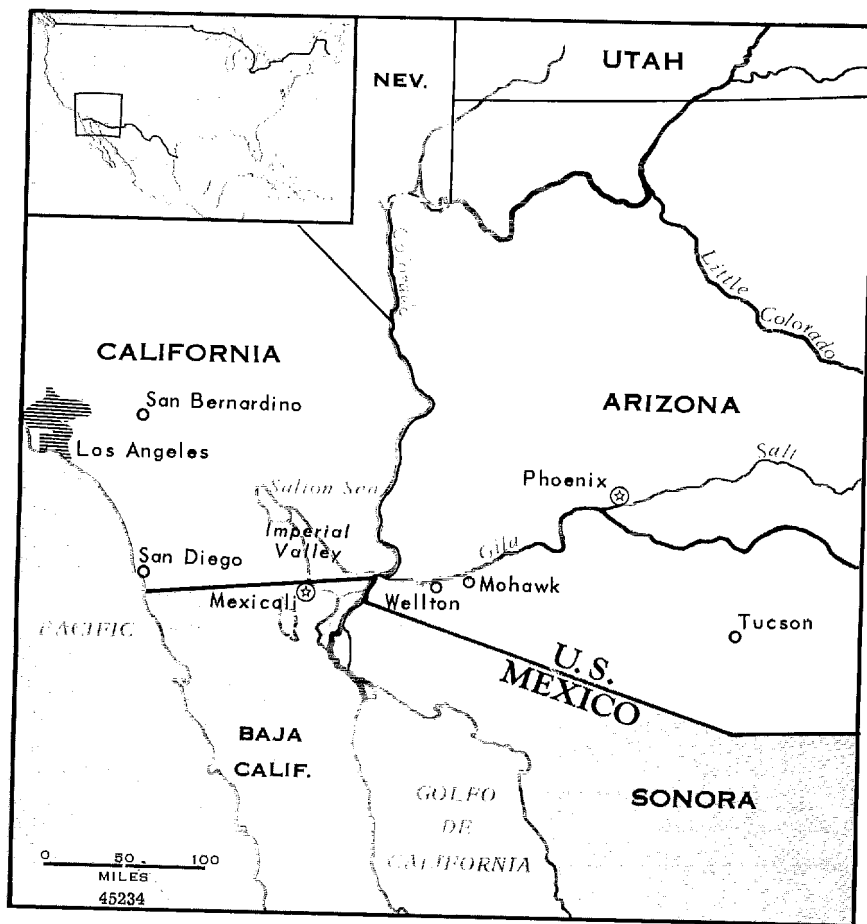 NEV.
UTAH
Colorado
Little
Colorado
CALIFORNIA
San Bernardino
ARIZONA
Los Angeles
Salt
Phoenix
Salton Sea
Imperial
Valley
Gila
San Diego
Mohawk
Mexicali
Wellton
PACIFIC
Tucson
U. S.
MEXICO
BAJA
CALIF.
GOLFO
DE
CALIFORNIA
SONORA
0 50 100
MILES
45234